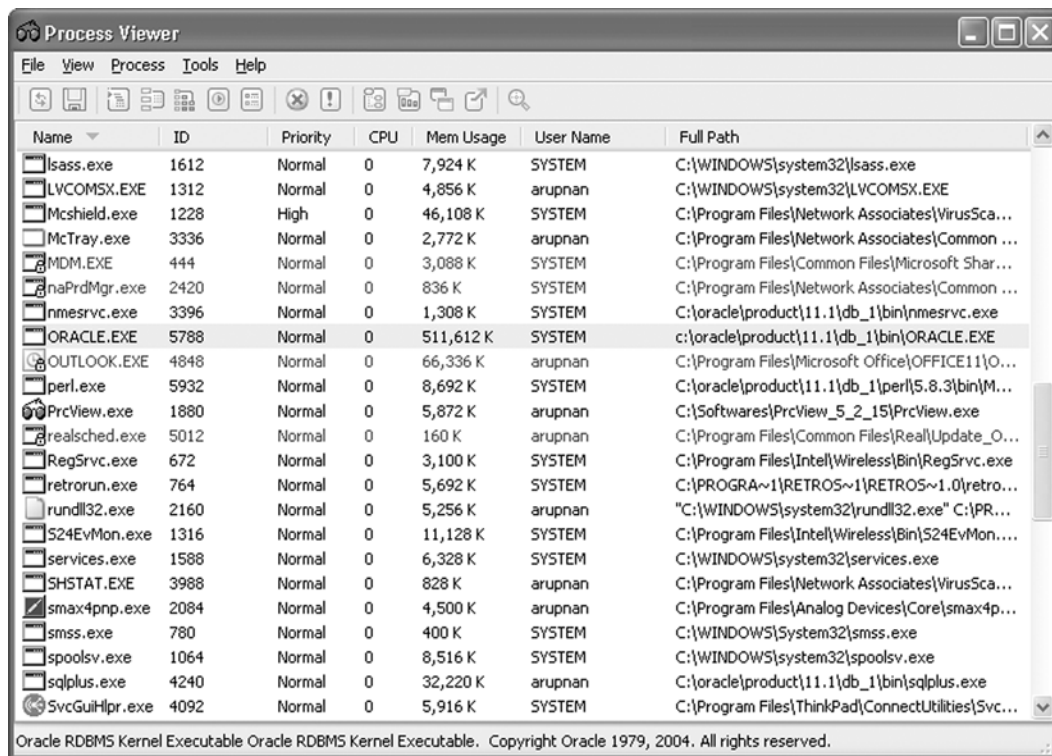 Process Viewer
File View Process Tools Help
Name ID Priority CPU Mem Usage User Name Full Path
lsass.exe 1612 Normal 0 7,924 K SYSTEM C:\WINDOWS\system32\lsass.exe
LVCOMSX.EXE 1312 Normal 0 4,856 K arupnan C:\WINDOWS\system32\LVCOMSX.EXE
Mcshield.exe 1228 High 0 46,108 K SYSTEM C:\Program Files\Network Associates\VirusSca...
McTray.exe 3336 Normal 0 2,772 K arupnan C:\Program Files\Network Associates\Common ...
MDM.EXE 444 Normal 0 3,088 K SYSTEM C:\Program Files\Common Files\Microsoft Shar...
naPrdMgr.exe 2420 Normal 0 836 K SYSTEM C:\Program Files\Network Associates\Common ...
nmesrvc.exe 3396 Normal 0 1,308 K SYSTEM C:\oracle\product\11.1\db_1\bin\nmesrvc.exe
ORACLE.EXE 5788 Normal 0 511,612 K SYSTEM c:\oracle\product\11.1\db_1\bin\ORACLE.EXE
OUTLOOK.EXE 4848 Normal 0 66,336 K arupnan C:\Program Files\Microsoft Office\OFFICE11\O...
perl.exe 5932 Normal 0 8,692 K SYSTEM C:\oracle\product\11.1\db_1\perl\5.8.3\bin\M...
PrcView.exe 1880 Normal 0 5,872 K arupnan C:\Softwares\PrcView_5_2_15\PrcView.exe
realsched.exe 5012 Normal 0 160 K arupnan C:\Program Files\Common Files\Real\Update_O...
RegSrvc.exe 672 Normal 0 3,100 K SYSTEM C:\Program Files\Intel\Wireless\Bin\RegSrvc.exe
retrorun.exe 764 Normal 0 5,692 K SYSTEM C:\PROGRA~1\RETROS~1\RETROS~1.0\retro...
rundll32.exe 2160 Normal 0 5,256 K arupnan "C:\WINDOWS\system32\rundll32.exe" C:\PR...
S24EvMon.exe 1316 Normal 0 11,128 K SYSTEM C:\Program Files\Intel\Wireless\Bin\S24EvMon....
services.exe 1588 Normal 0 6,328 K SYSTEM C:\WINDOWS\system32\services.exe
SHSTAT.EXE 3988 Normal 0 828 K arupnan C:\Program Files\Network Associates\VirusSca...
smax4pnp.exe 2084 Normal 0 4,500 K arupnan C:\Program Files\Analog Devices\Core\smax4p...
smss.exe 780 Normal 0 400 K SYSTEM C:\WINDOWS\System32\smss.exe
spoolsv.exe 1064 Normal 0 8,516 K SYSTEM C:\WINDOWS\system32\spoolsv.exe
sqlplus.exe 4240 Normal 0 32,220 K arupnan C:\oracle\product\11.1\db_1\bin\sqlplus.exe
SvcGuiHlpr.exe 4092 Normal 0 5,916 K SYSTEM C:\Program Files\ThinkPad\ConnectUtilities\Svc...
Oracle RDBMS Kernel Executable Oracle RDBMS Kernel Executable. Copyright Oracle 1979, 2004. All rights reserved.